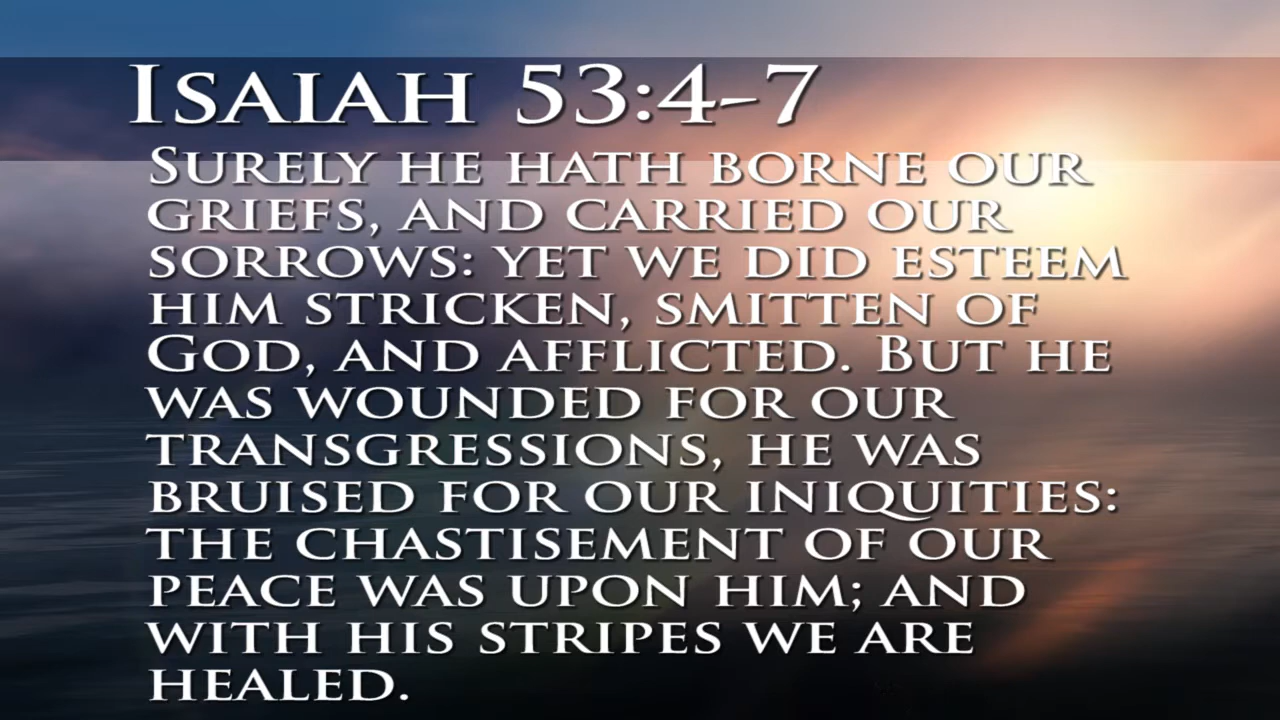 Isaiah 53:4-7
Surely he hath borne our
griefs, and carried our
sorrows: yet we did esteem
him stricken, smitten of
God, and afflicted. But he
was wounded for our
transgressions, he was
bruised for our iniquities:
the chastisement of our
peace was upon him; and
with his stripes we are
healed.